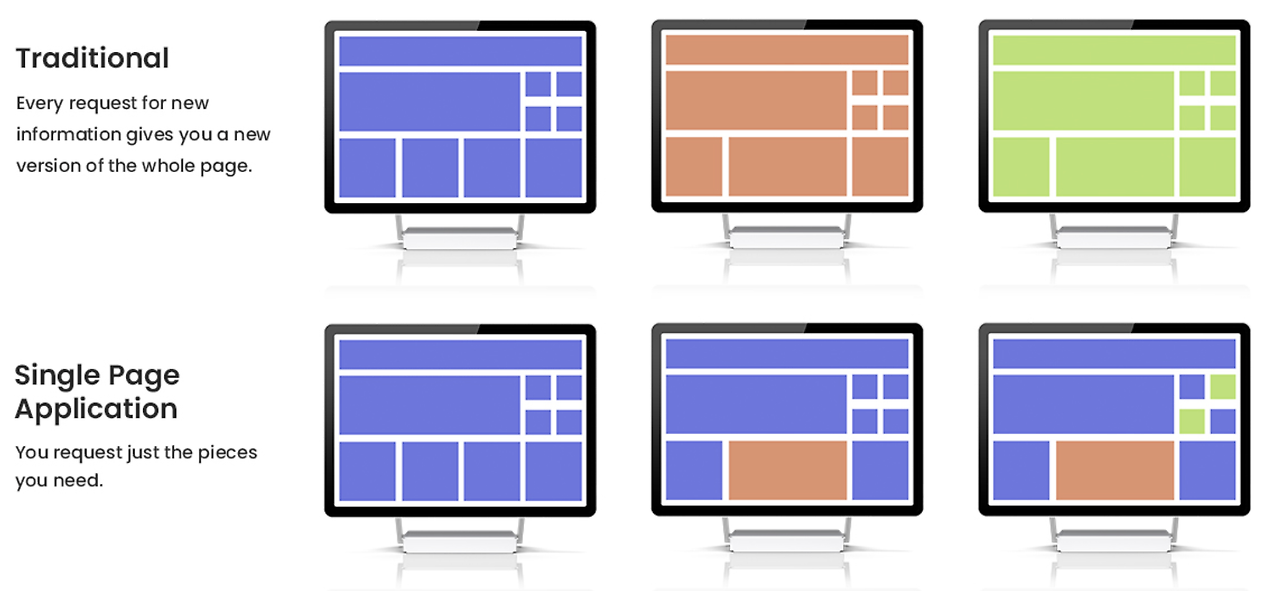 Traditional
Every request for new
information gives you a new
version of the whole page.
Single Page
Application
You request just the pieces
you need.